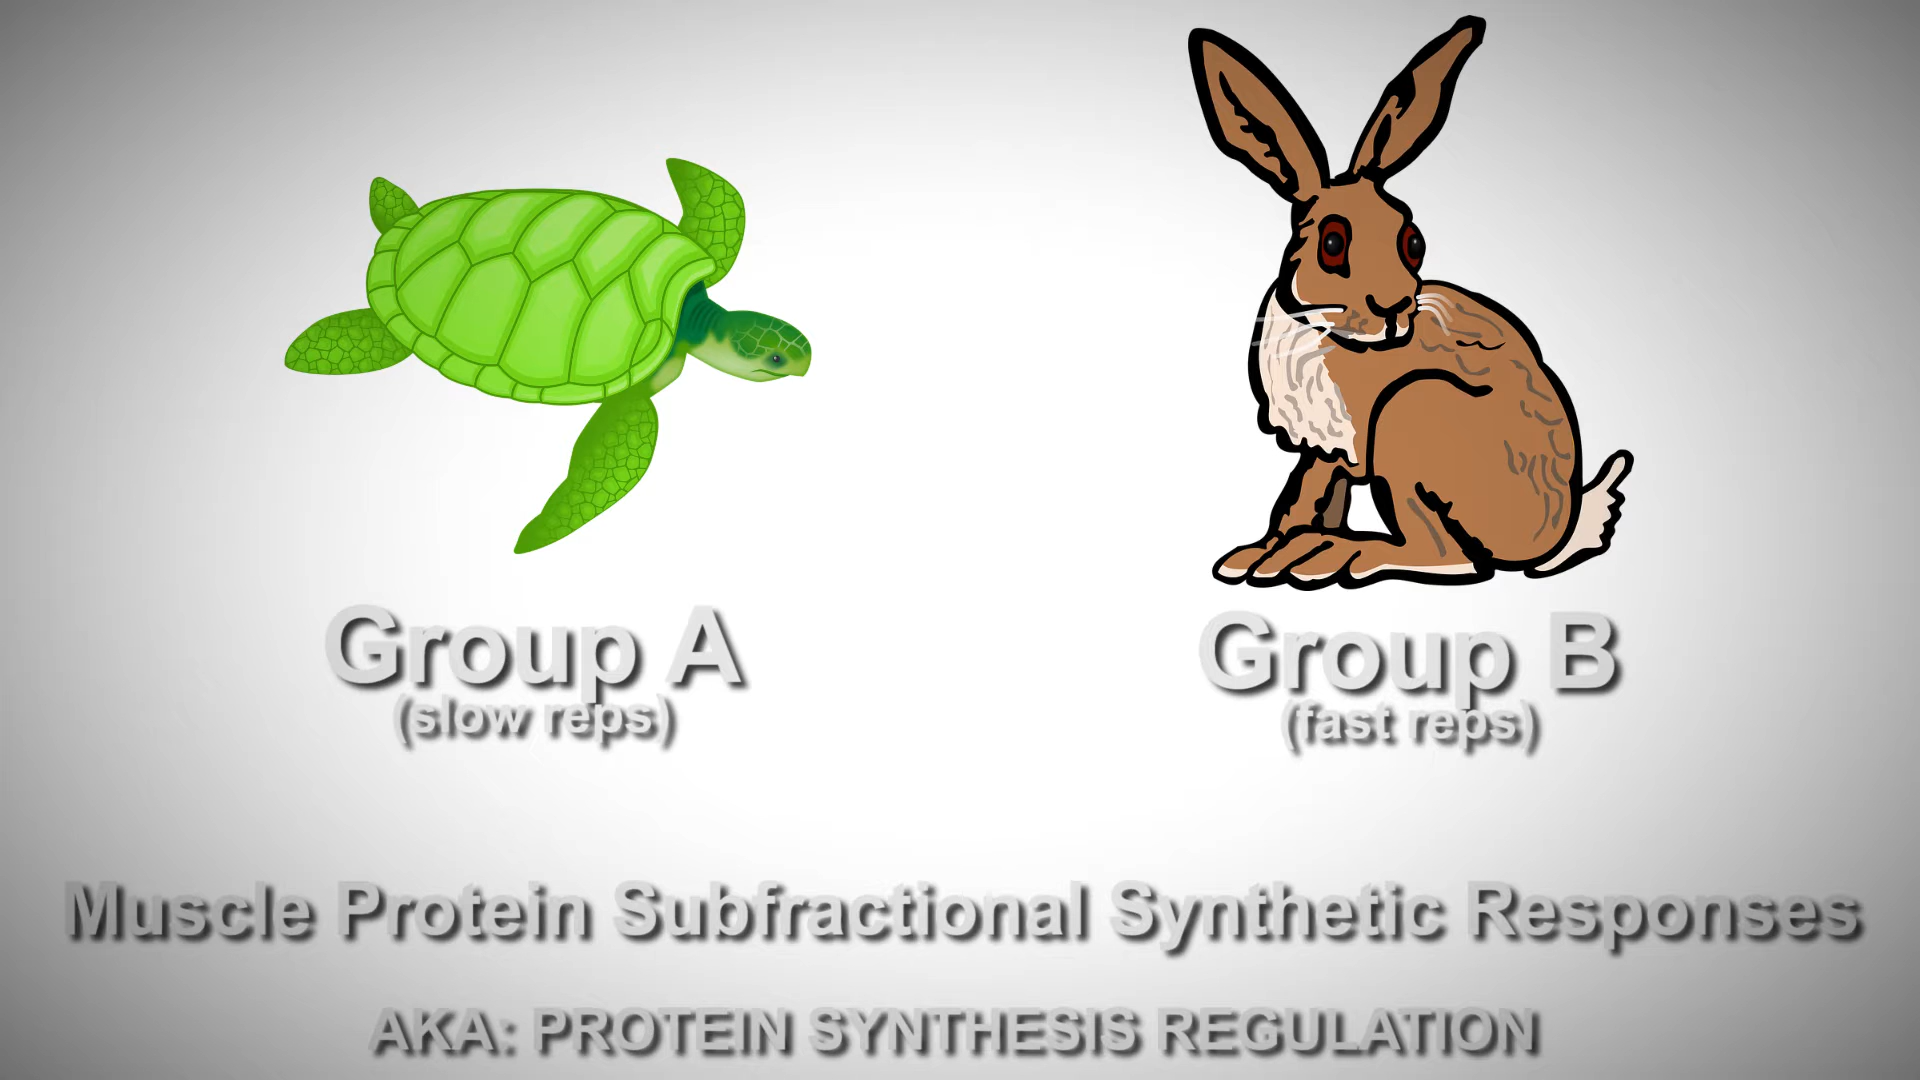 Group A
(slow reps)
Group B
(fast reps)
Muscle Protein Subfractional Synthetic Responses
AKA: PROTEIN SYNTHESIS REGULATION